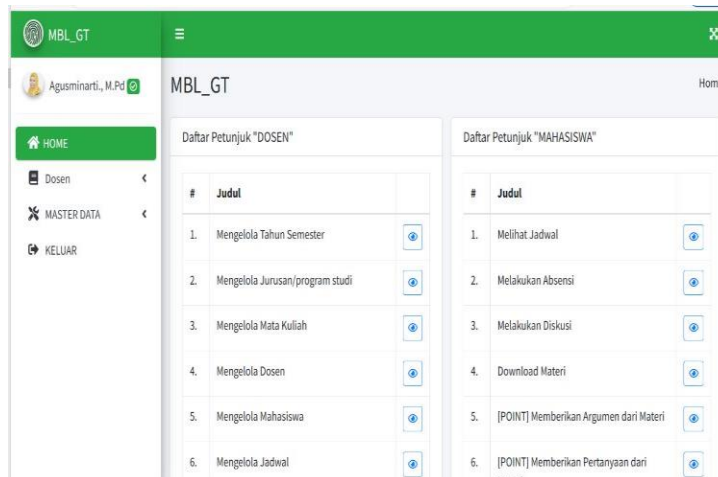 MBL_GT
Agusminarti., M.Pd
HOME
Dosen
MASTER DATA
KELUAR
MBL_GT
Hom
Daftar Petunjuk "DOSEN"
# Judul
1. Mengelola Tahun Semester
2. Mengelola Jurusan/program studi
3. Mengelola Mata Kuliah
4. Mengelola Dosen
5. Mengelola Mahasiswa
6. Mengelola Jadwal
Daftar Petunjuk "MAHASISWA"
# Judul
1. Melihat Jadwal
2. Melakukan Absensi
3. Melakukan Diskusi
4. Download Materi
5. [POINT] Memberikan Argumen dari Materi
6. [POINT] Memberikan Pertanyaan dari